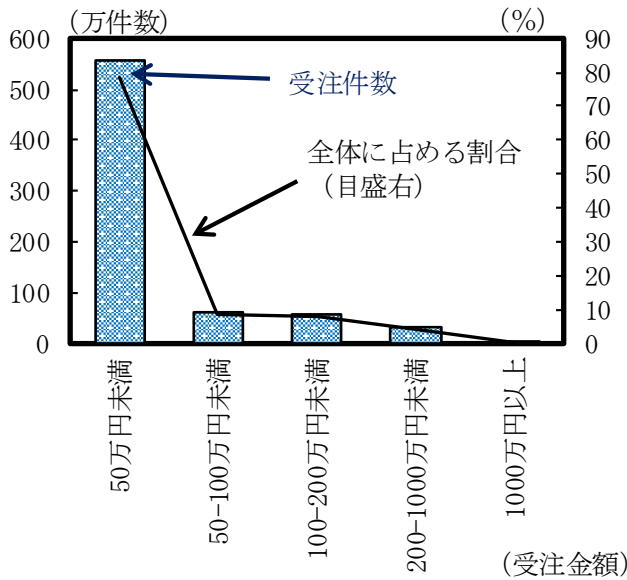 （万件数）
（％）
600
500
400
300
200
100
0
90
80
70
60
50
40
30
20
10
0
受注件数
全体に占める割合
（目盛右）
50万円未満
50-100万円未満
100-200万円未満
200-1000万円未満
1000万円以上
（受注金額）